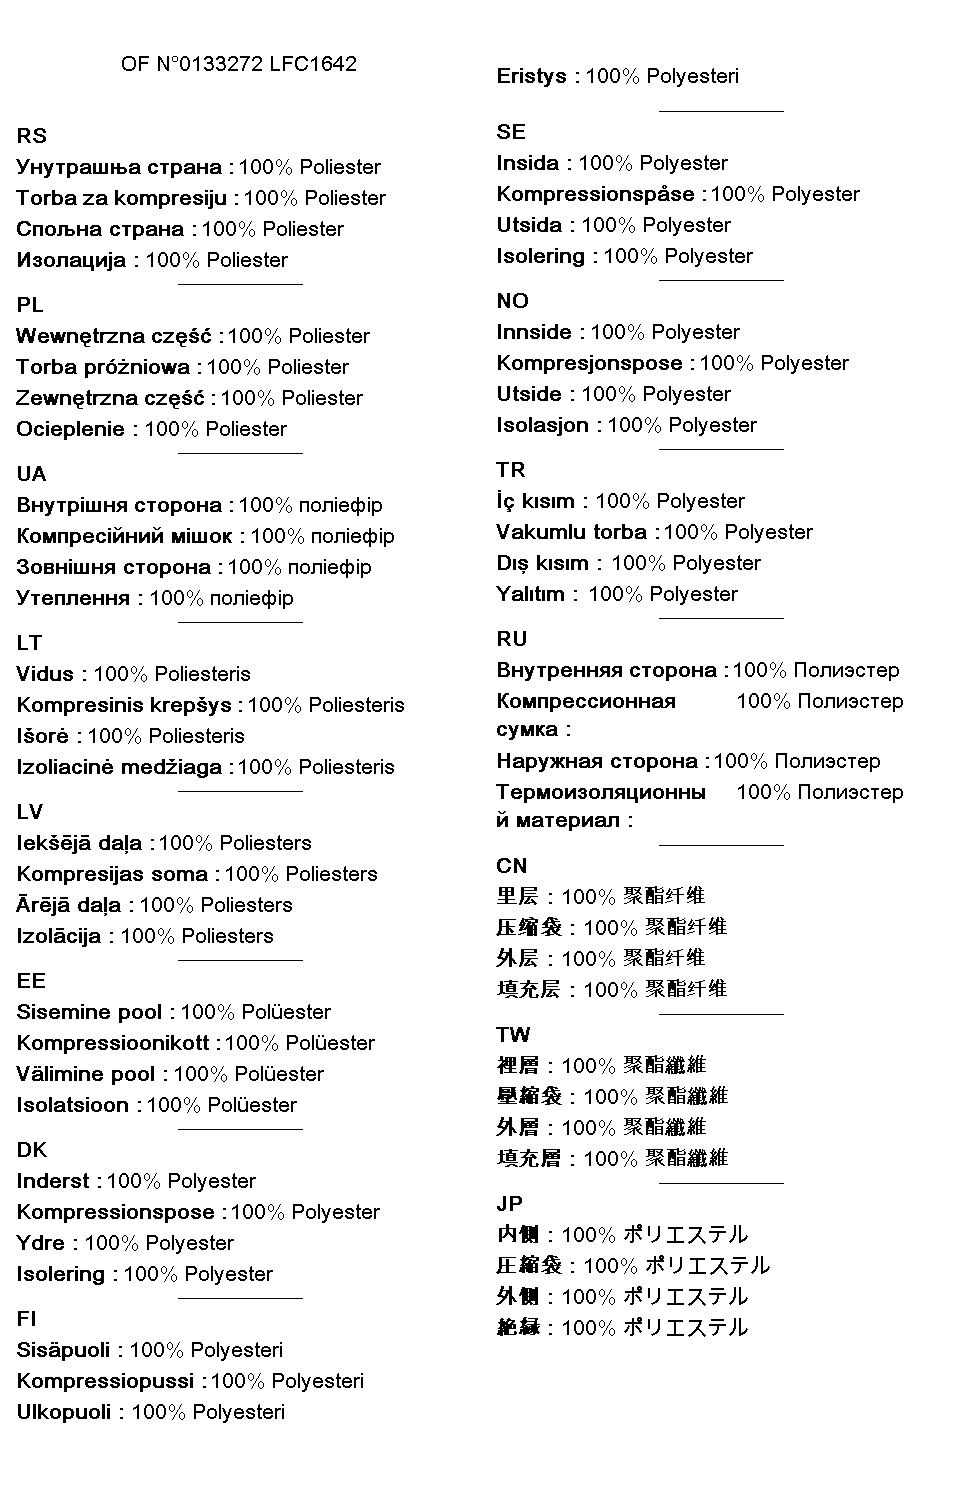 OF N°0133272 LFC1642
RS
Унутрашња страна : 100% Poliester
Torba za kompresiju : 100% Poliester
Спољна страна : 100% Poliester
Изолација : 100% Poliester
PL
Wewnętrzna część : 100% Poliester
Torba próżniowa : 100% Poliester
Zewnętrzna część : 100% Poliester
Ocieplenie : 100% Poliester
UA
Внутрішня сторона : 100% поліефір
Компресійний мішок : 100% поліефір
Зовнішня сторона : 100% поліефір
Утеплення : 100% поліефір
LT
Vidus : 100% Poliesteris
Kompresinis krepšys : 100% Poliesteris
Išorė : 100% Poliesteris
Izoliacinė medžiaga : 100% Poliesteris
LV
Iekšējā daļa : 100% Poliesters
Kompresijas soma : 100% Poliesters
Ārējā daļa : 100% Poliesters
Izolācija : 100% Poliesters
EE
Sisemine pool : 100% Polüester
Kompressioonikott : 100% Polüester
Välimine pool : 100% Polüester
Isolatsioon : 100% Polüester
DK
Inderst : 100% Polyester
Kompressionspose : 100% Polyester
Ydre : 100% Polyester
Isolering : 100% Polyester
FI
Sisäpuoli : 100% Polyesteri
Kompressiopussi : 100% Polyesteri
Ulkopuoli : 100% Polyesteri
Eristys : 100% Polyesteri
SE
Insida : 100% Polyester
Kompressionspåse : 100% Polyester
Utsida : 100% Polyester
Isolering : 100% Polyester
NO
Innside : 100% Polyester
Kompresjonspose : 100% Polyester
Utside : 100% Polyester
Isolasjon : 100% Polyester
TR
İç kısım : 100% Polyester
Vakumlu torba : 100% Polyester
Dış kısım : 100% Polyester
Yalıtım : 100% Polyester
RU
Внутренняя сторона : 100% Полиэстер
Компрессионная 100% Полиэстер
сумка :
Наружная сторона : 100% Полиэстер
Термоизоляционны 100% Полиэстер
й материал :
CN
里层 : 100% 聚酯纤维
压缩袋 : 100% 聚酯纤维
外层 : 100% 聚酯纤维
填充层 : 100% 聚酯纤维
TW
裡層 : 100% 聚酯纖維
壓縮袋 : 100% 聚酯纖維
外層 : 100% 聚酯纖維
填充層 : 100% 聚酯纖維
JP
内側 : 100% ポリエステル
圧縮袋 : 100% ポリエステル
外側 : 100% ポリエステル
絶縁 : 100% ポリエステル